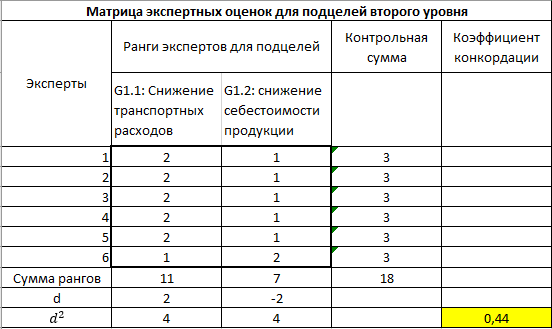 Матрица экспертных оценок для подцелей второго уровня
Эксперты Ранги экспертов для подцелей Контрольная сумма Коэффициент конкордации
G1.1: Снижение транспортных расходов G1.2: снижение себестоимости продукции
1 2 1 3
2 2 1 3
3 2 1 3
4 2 1 3
5 2 1 3
6 1 2 3
Сумма рангов 11 7 18
d 2 -2
d² 4 4 0,44